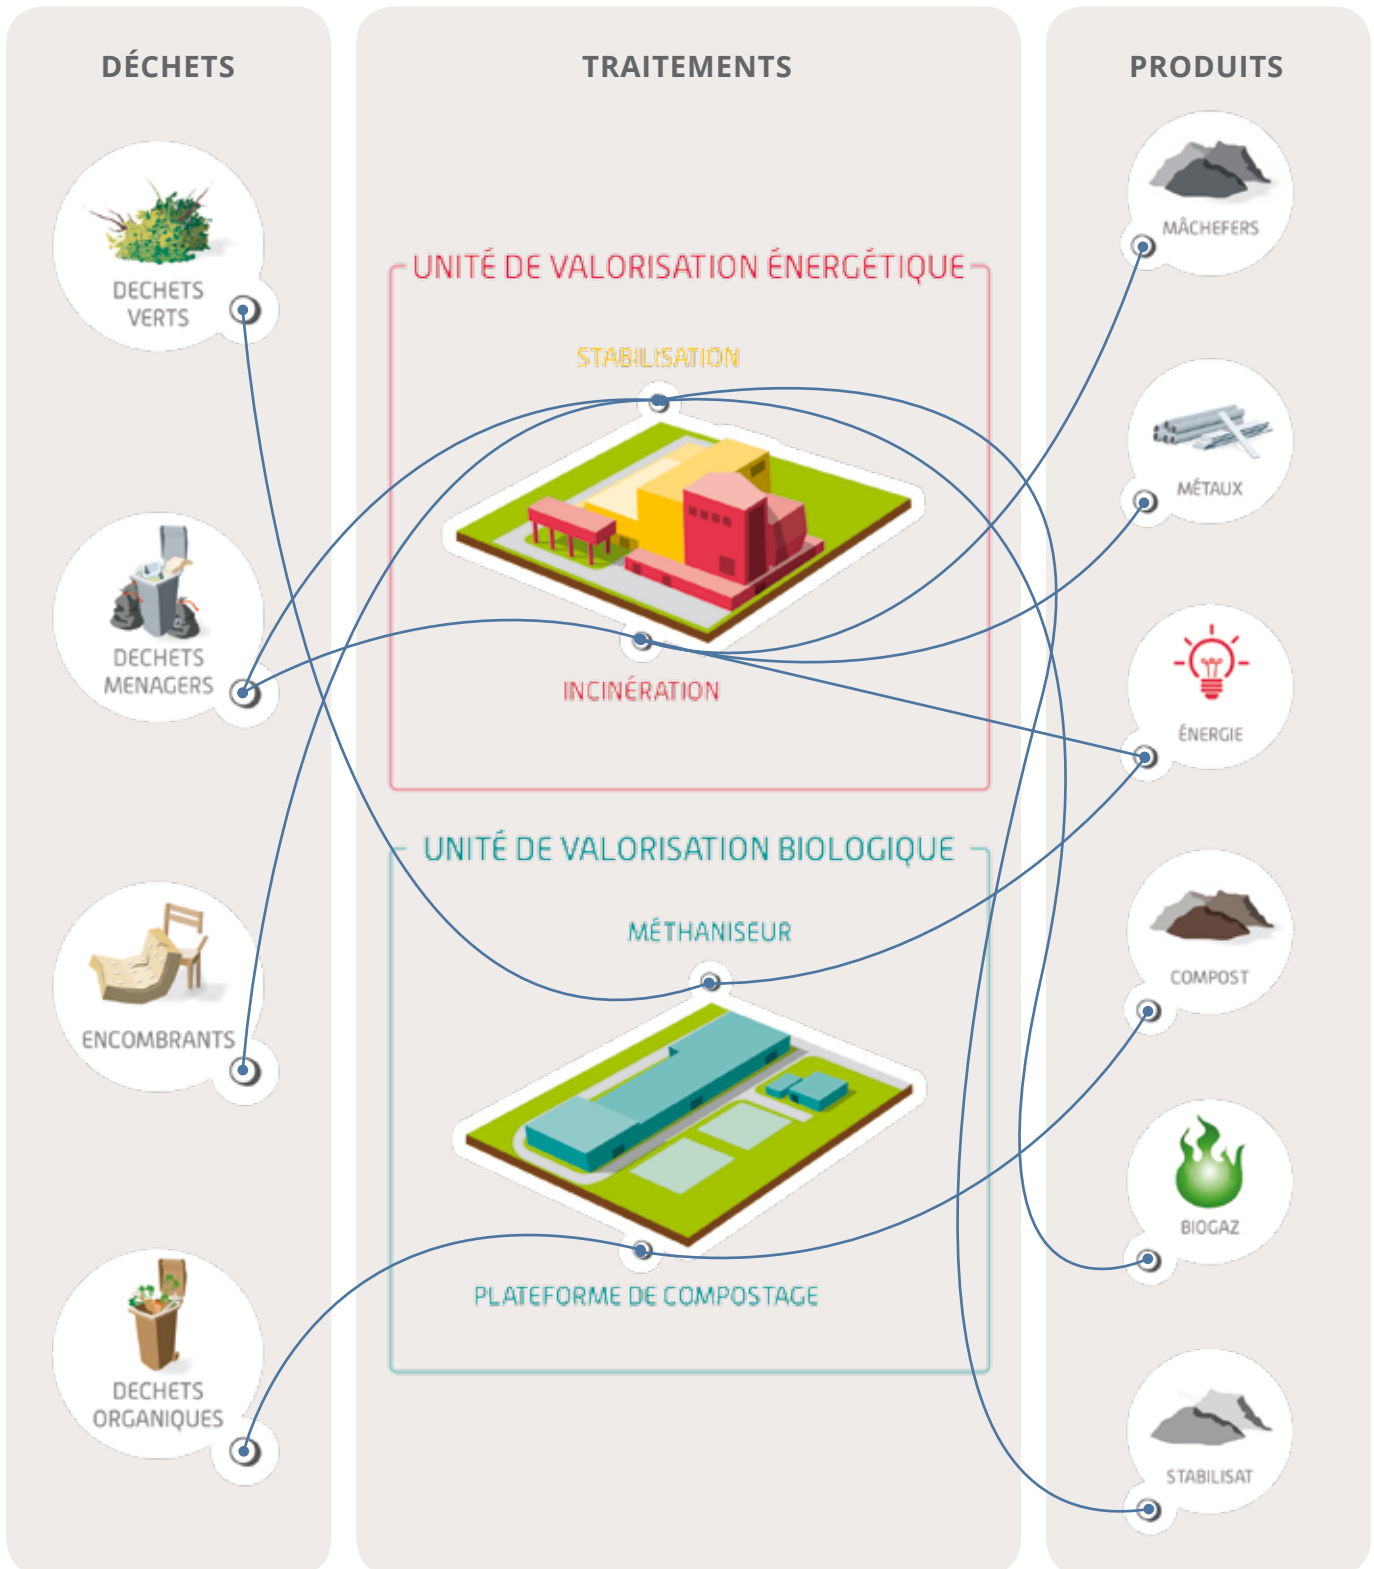 DÉCHETS
TRAITEMENTS
PRODUITS
DECHETS
VERTS
DECHETS
MENAGERS
ENCOMBRANTS
DECHETS
ORGANIQUES
UNITÉ DE VALORISATION ÉNERGÉTIQUE
STABILISATION
INCINÉRATION
UNITÉ DE VALORISATION BIOLOGIQUE
MÉTHANISEUR
PLATEFORME DE COMPOSTAGE
MÂCHEFERS
MÉTAUX
ÉNERGIE
COMPOST
BIOGAZ
STABILISAT